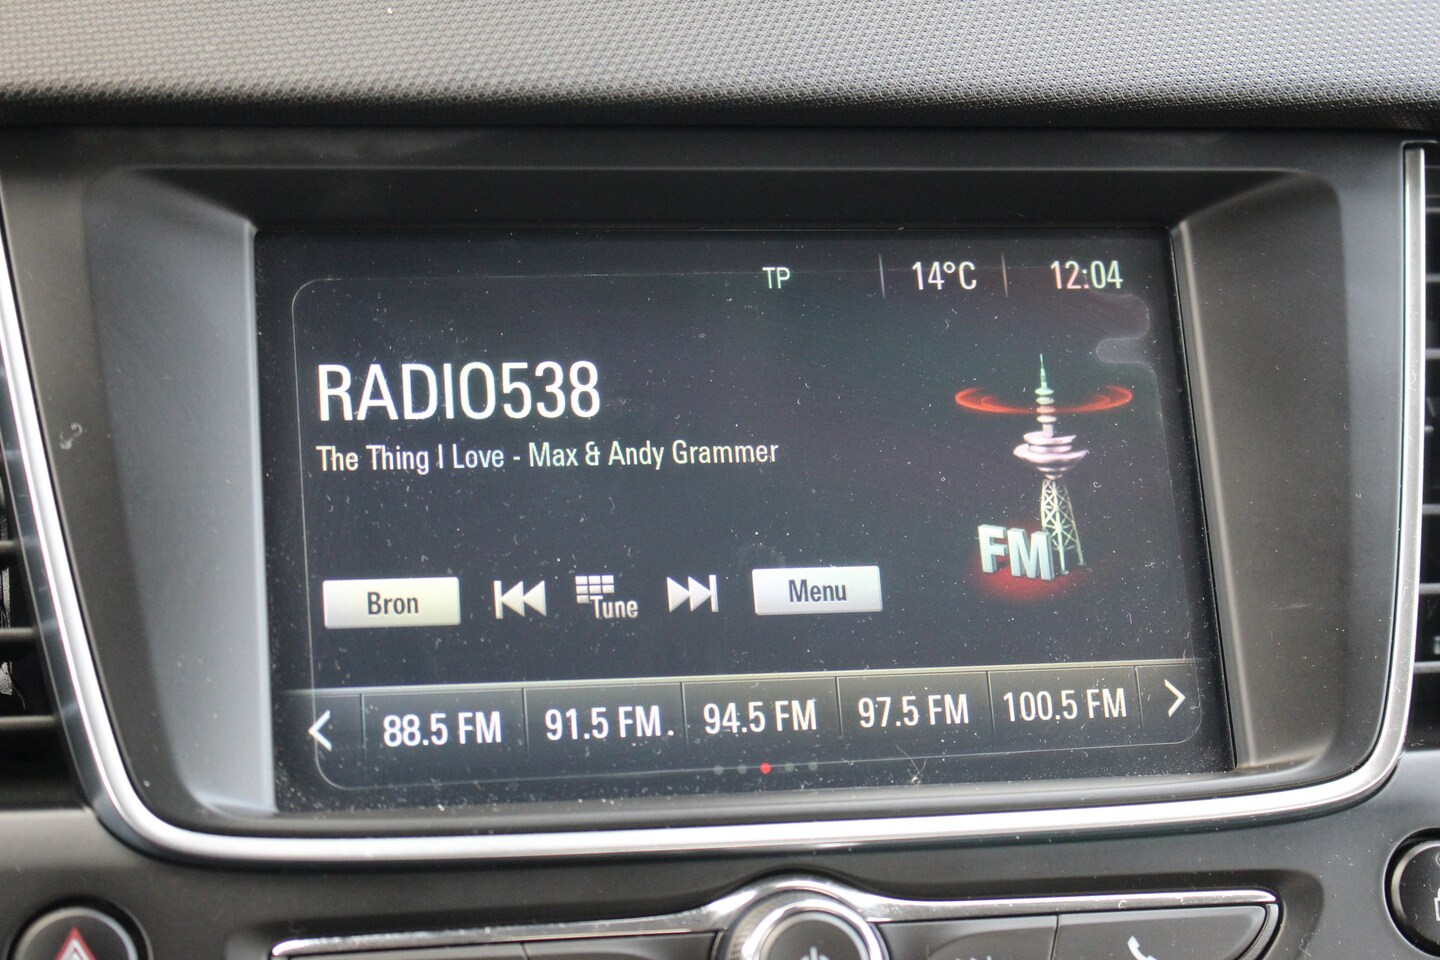 TP 14°C 12:04
RADIO538
The Thing I Love - Max & Andy Grammer
FM
Bron Tune Menu
88.5 FM 91.5 FM. 94.5 FM 97.5 FM 100.5 FM